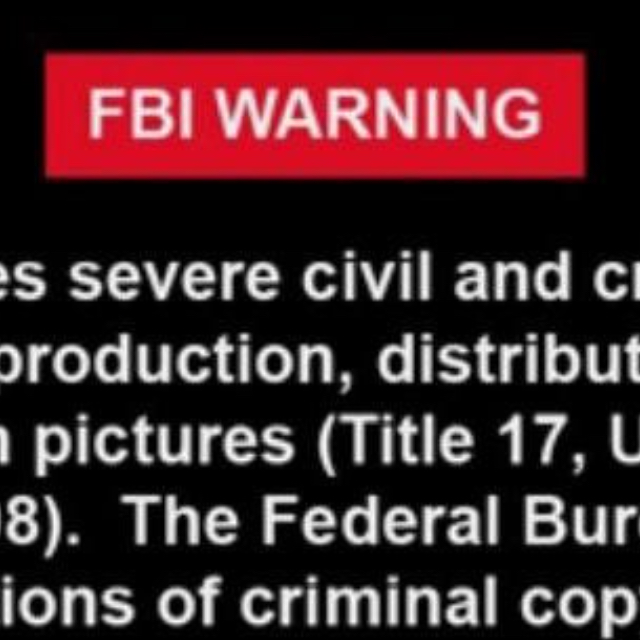 FBI WARNING
es severe civil and cr
production, distribut
n pictures (Title 17, U
08). The Federal Bure
ions of criminal cop